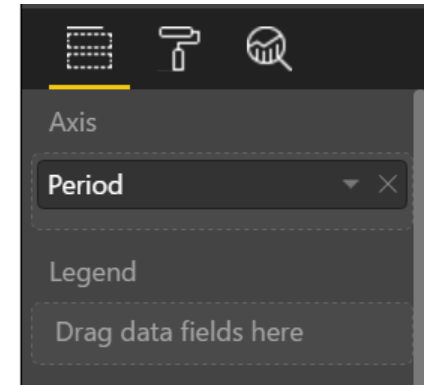 Axis
Period
Legend
Drag data fields here